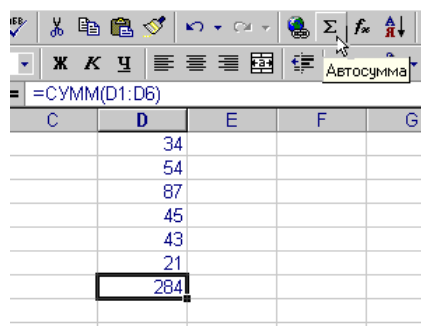 Σ f* А Я
Ж К Ч
Автосумма
= =СУММ(D1:D6)
C D E F G
34
54
87
45
43
21
284